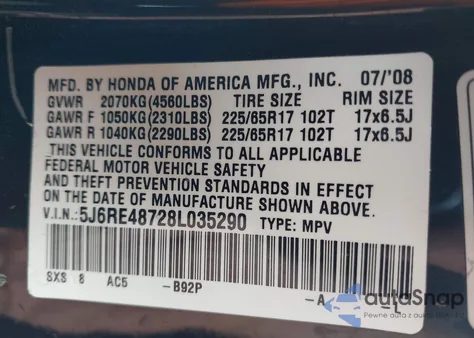 MFD. BY HONDA OF AMERICA MFG., INC. 07/'08
GVWR 2070KG(4560LBS) TIRE SIZE RIM SIZE
GAWR F 1050KG(2310LBS) 225/65R17 102T 17x6.5J
GAWR R 1040KG(2290LBS) 225/65R17 102T 17x6.5J
THIS VEHICLE CONFORMS TO ALL APPLICABLE
FEDERAL MOTOR VEHICLE SAFETY
AND THEFT PREVENTION STANDARDS IN EFFECT
ON THE DATE OF MANUFACTURE SHOWN ABOVE.
V.I.N.:5J6RE48728L035290 TYPE: MPV
SXS 8 AC5 -B92P -A
autaSnap
Pewne auta z